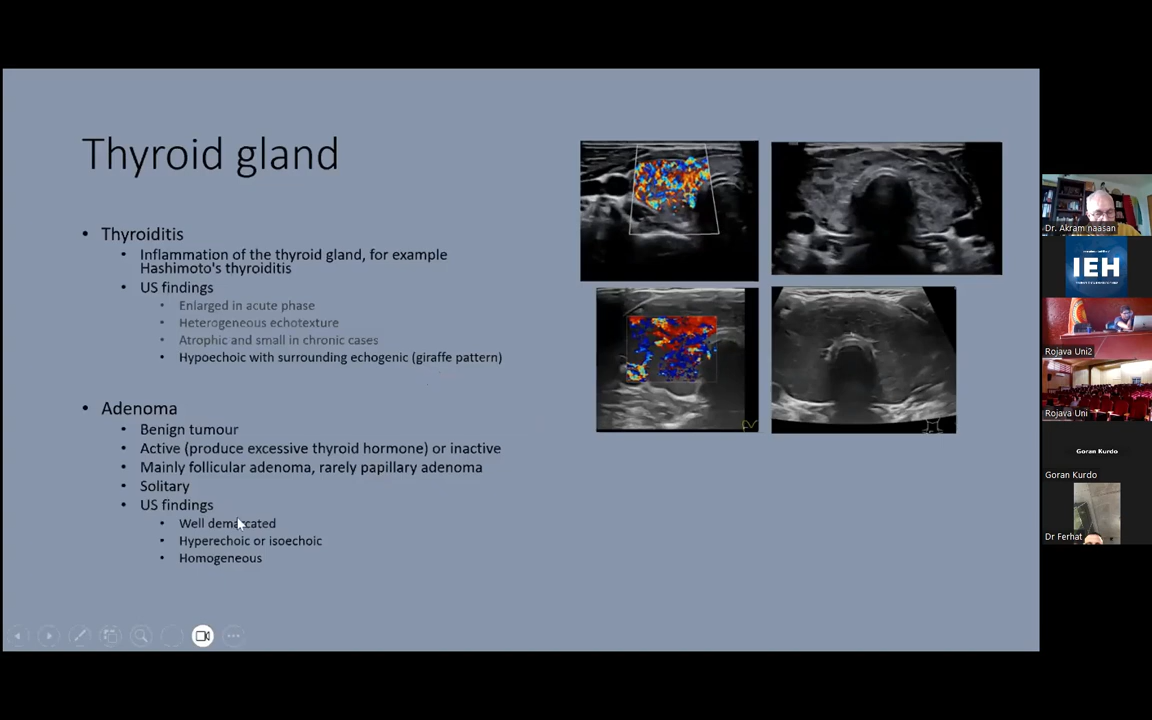 Thyroid gland
Thyroiditis
Inflammation of the thyroid gland, for example
Hashimoto's thyroiditis
US findings
Enlarged in acute phase
Heterogeneous echotexture
Atrophic and small in chronic cases
Hypoechoic with surrounding echogenic (giraffe pattern)
Adenoma
Benign tumour
Active (produce excessive thyroid hormone) or inactive
Mainly follicular adenoma, rarely papillary adenoma
Solitary
US findings
Well demarcated
Hyperechoic or isoechoic
Homogeneous
Dr. Akram naasan
IEH
Rojava Uni2
Rojava Uni
Goran Kurdo
Goran Kurdo
Dr Ferhat